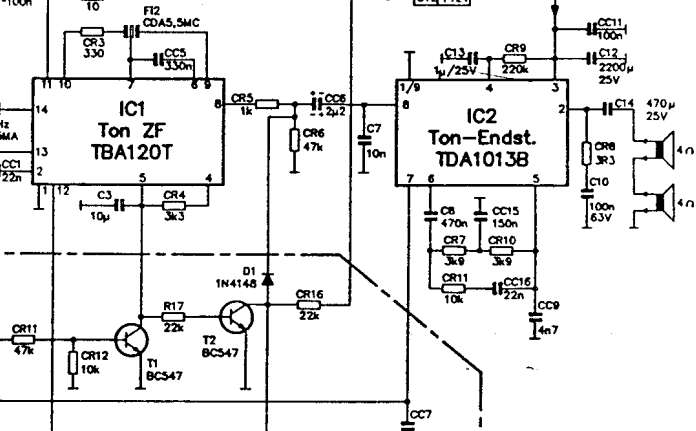 10
FI2
CDA5,5MC
CR3
330
CC5
330n
11
10
7
6
9
14
13
2
1
12
5
4
8
IC1
Ton ZF
TBA120T
CC1
22n
C3
10µ
CR4
3k3
CR5
1k
CC6
2µ2
CR6
47k
C7
10n
C13
1µ/25V
CR9
220k
CC11
100n
C12
2200µ
25V
1/9
4
3
8
2
7
6
5
IC2
Ton-Endst.
TDA1013B
C14
470µ
25V
CR8
3R3
C10
100n
63V
4Ω
4Ω
C8
470n
CC15
150n
CR7
3k9
CR10
3k9
CR11
10k
CC16
22n
CC9
4n7
D1
1N4148
CR16
22k
R17
22k
T2
BC547
CR11
47k
CR12
10k
T1
BC547
CC7